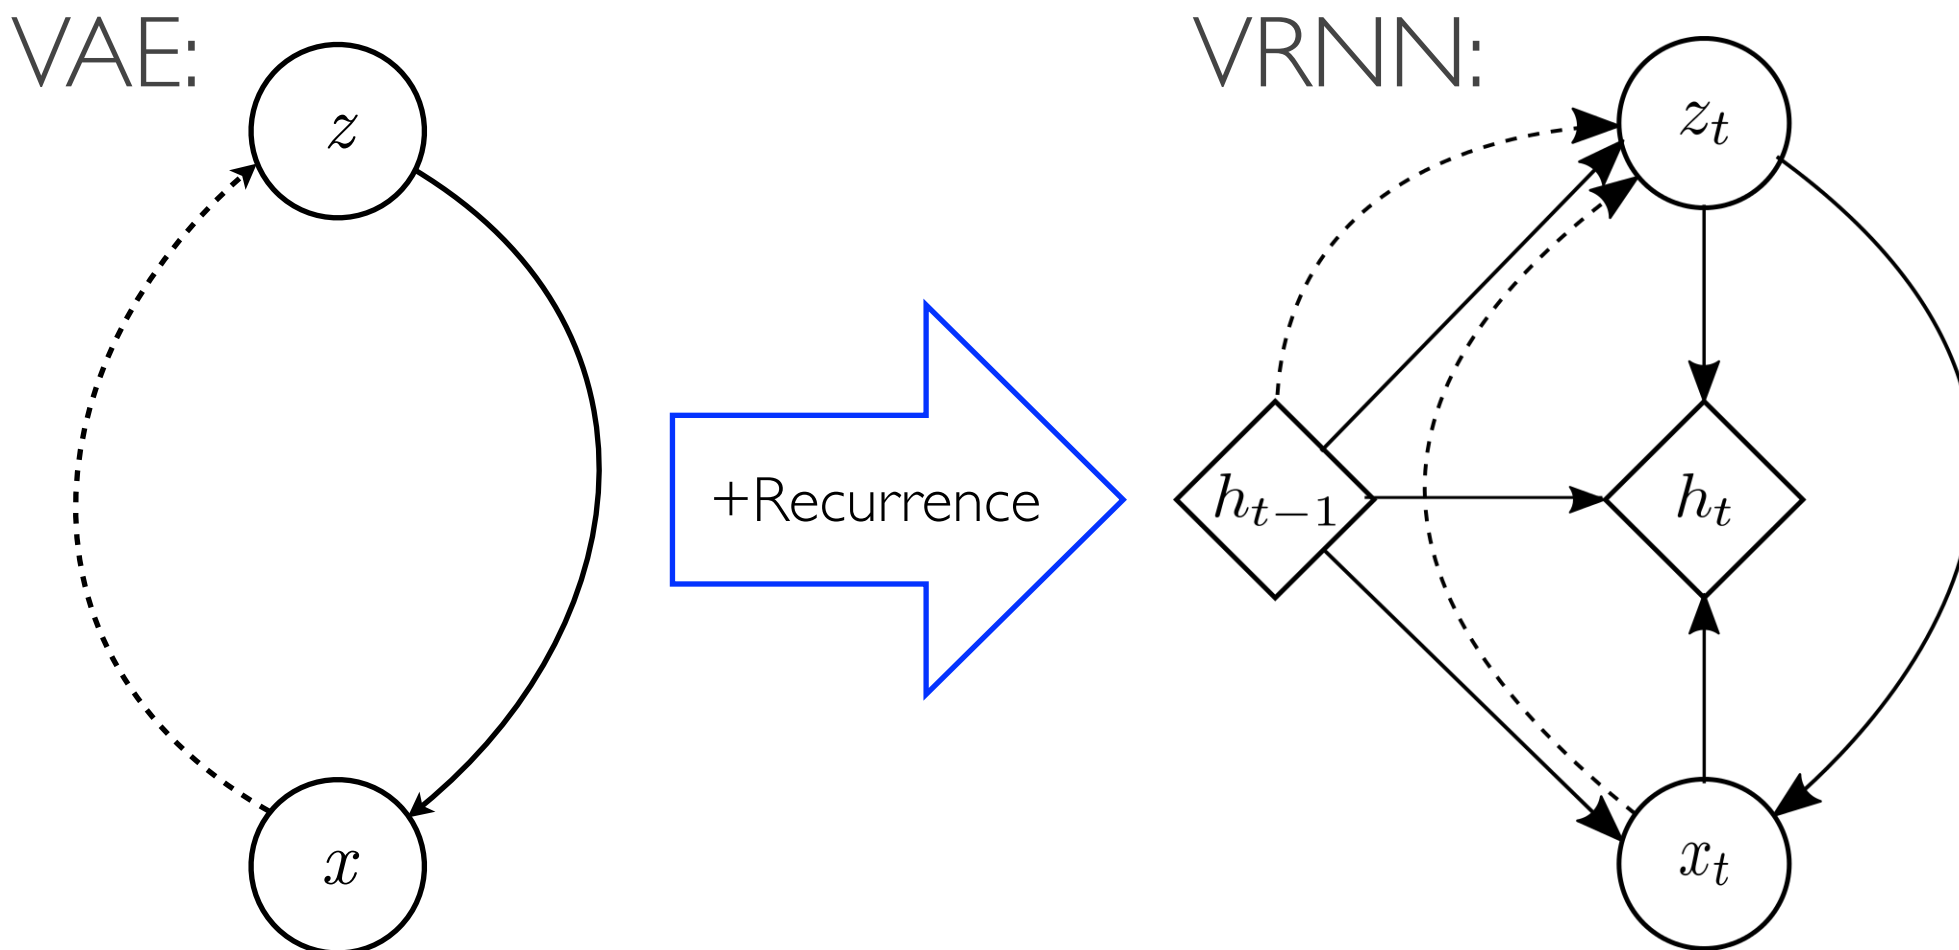 VAE:
z
x
+Recurrence
VRNN:
z_t
h_{t-1}
h_t
x_t